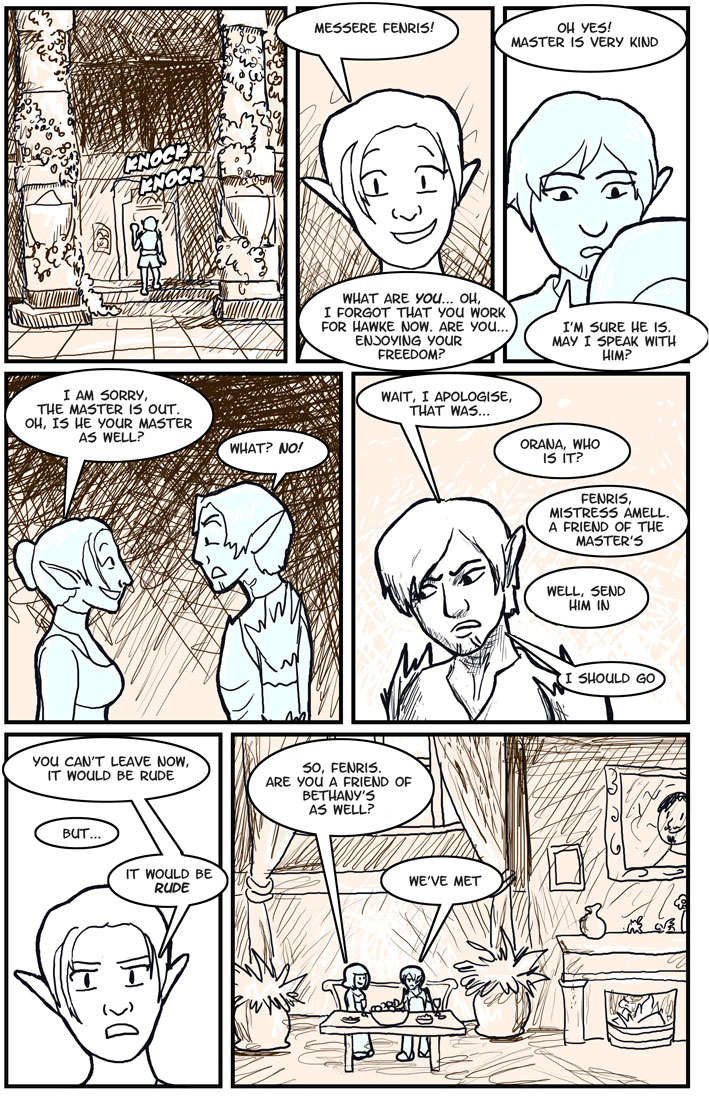 KNOCK
KNOCK
MESSERE FENRIS!
WHAT ARE YOU... OH,
I FORGOT THAT YOU WORK
FOR HAWKE NOW. ARE YOU...
ENJOYING YOUR
FREEDOM?
OH YES!
MASTER IS VERY KIND
I'M SURE HE IS.
MAY I SPEAK WITH
HIM?
I AM SORRY,
THE MASTER IS OUT.
OH, IS HE YOUR MASTER
AS WELL?
WHAT? NO!
WAIT, I APOLOGISE,
THAT WAS...
ORANA, WHO
IS IT?
FENRIS,
MISTRESS AMELL.
A FRIEND OF THE
MASTER'S
WELL, SEND
HIM IN
I SHOULD GO
YOU CAN'T LEAVE NOW,
IT WOULD BE RUDE
BUT...
IT WOULD BE
RUDE
SO, FENRIS.
ARE YOU A FRIEND OF
BETHANY'S
AS WELL?
WE'VE MET